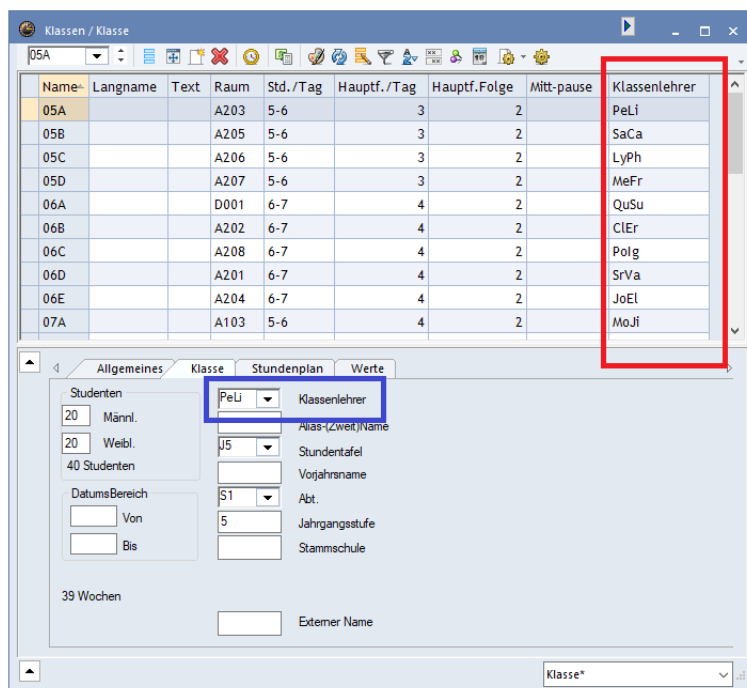 Klassen / Klasse
05A
Name Langname Text Raum Std./Tag Hauptf./Tag Hauptf.Folge Mitt-pause Klassenlehrer
05A A203 5-6 3 2 PeLi
05B A205 5-6 3 2 SaCa
05C A206 5-6 3 2 LyPh
05D A207 5-6 3 2 MeFr
06A D001 6-7 4 2 QuSu
06B A202 6-7 4 2 ClEr
06C A208 6-7 4 2 PoIg
06D A201 6-7 4 2 SrVa
06E A204 6-7 4 2 JoEl
07A A103 5-6 4 2 MoJi
Allgemeines Klasse Stundenplan Werte
Studenten
20 Männl.
20 Weibl.
40 Studenten
DatumsBereich
Von
Bis
39 Wochen
PeLi Klassenlehrer
Alias-(Zweit)Name
J5 Stundentafel
Vorjahrsname
S1 Abt.
5 Jahrgangsstufe
Stammschule
Externer Name
Klasse*